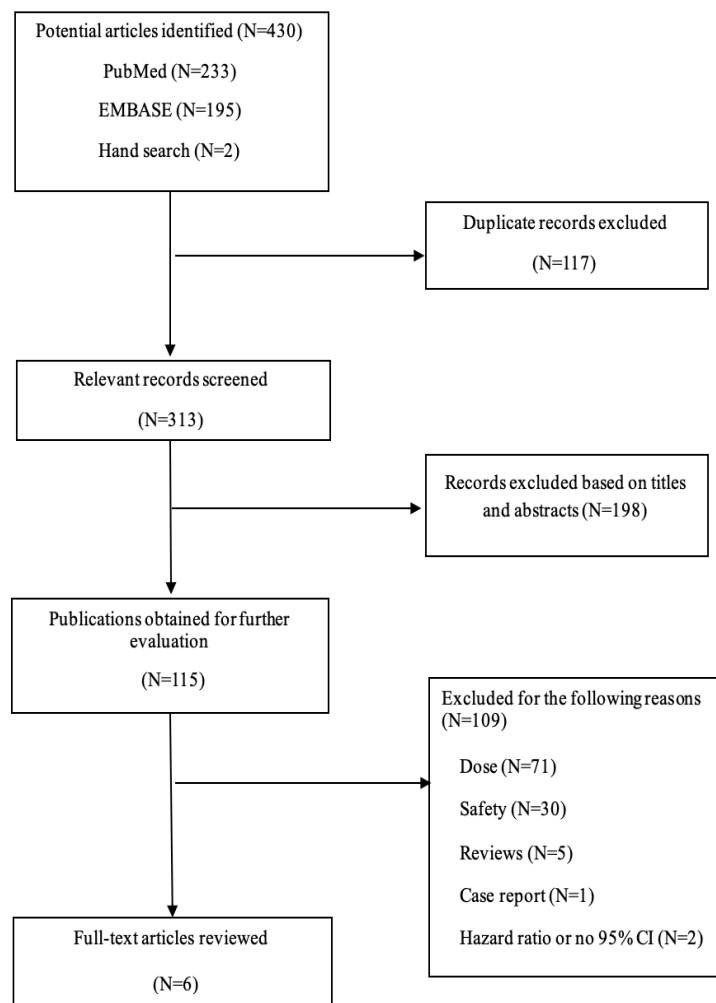 Potential articles identified (N=430)
PubMed (N=233)
EMBASE (N=195)
Hand search (N=2)
Duplicate records excluded
(N=117)
Relevant records screened
(N=313)
Records excluded based on titles
and abstracts (N=198)
Publications obtained for further
evaluation
(N=115)
Excluded for the following reasons
(N=109)
Dose (N=71)
Safety (N=30)
Reviews (N=5)
Case report (N=1)
Hazard ratio or no 95% CI (N=2)
Full-text articles reviewed
(N=6)